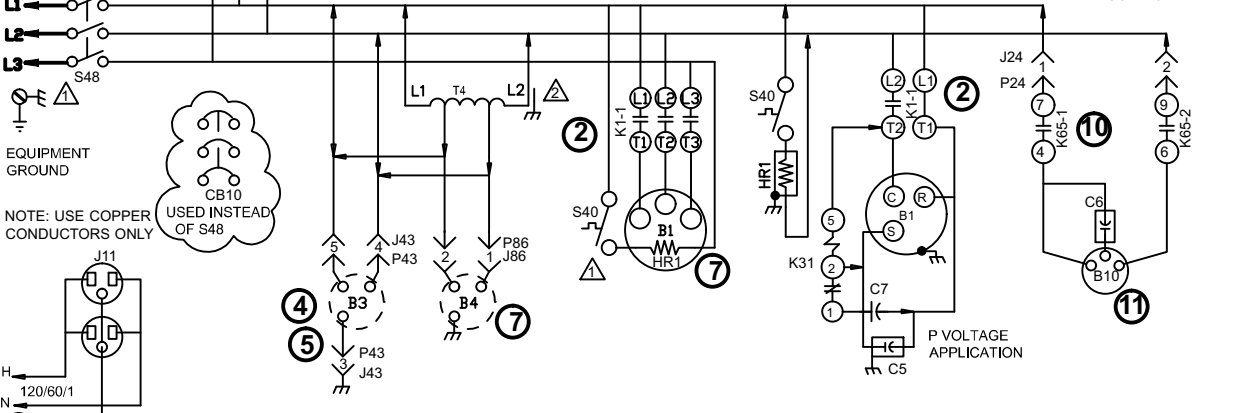 L1
L2
L3
S48
1
EQUIPMENT
GROUND
NOTE: USE COPPER
CONDUCTORS ONLY
J11
H
120/60/1
N
CB10
USED INSTEAD
OF S48
L1
T4
L2
2
5
4
J43
P43
2
1
P86
J86
4
B3
5
P43
3
J43
B4
7
2
K1-1
L1
L2
L3
T1
T2
T3
S40
1
B1
HR1
7
S40
HR1
L2
L1
K1-1
2
T2
T1
C
R
B1
S
5
K31
2
1
C7
C5
P VOLTAGE
APPLICATION
J24
1
P24
7
K65-1
4
10
2
9
K65-2
6
C6
B10
11